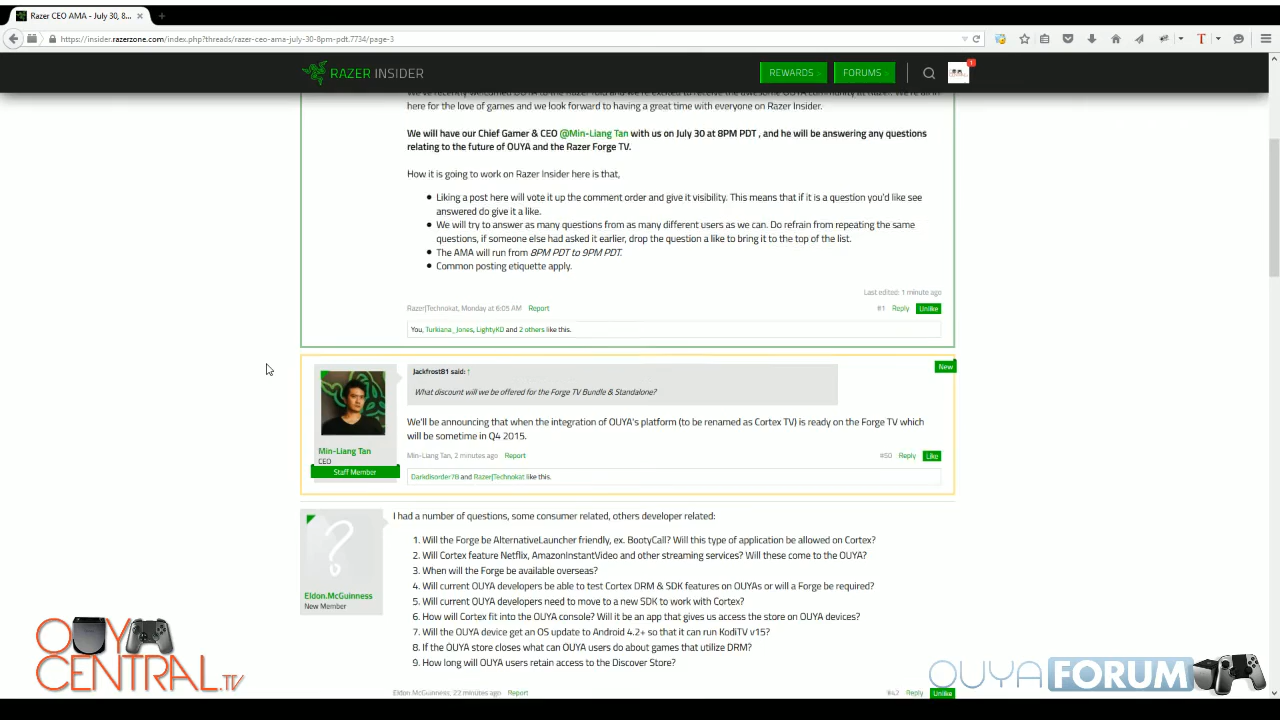 Razer CEO AMA - July 30, 8...
https://insider.razerzone.com/index.php?threads/razer-ceo-ama-july-30-8pm-pdt.7734/page-3
RAZER INSIDER
REWARDS
FORUMS
1
here for the love of games and we look forward to having a great time with everyone on Razer Insider.
We will have our Chief Gamer & CEO @Min-Liang Tan with us on July 30 at 8PM PDT , and he will be answering any questions
relating to the future of OUYA and the Razer Forge TV.
How it is going to work on Razer Insider here is that,
Liking a post here will vote it up the comment order and give it visibility. This means that if it is a question you'd like see
answered do give it a like.
We will try to answer as many questions from as many different users as we can. Do refrain from repeating the same
questions, if someone else had asked it earlier, drop the question a like to bring it to the top of the list.
The AMA will run from 8PM PDT to 9PM PDT.
Common posting etiquette apply.
Last edited: 1 minute ago
Razer|Technokat, Monday at 6:05 AM Report
#1 Reply Unlike
You, Turkiana_Jones, LightyKD and 2 others like this.
New
Jackfrost81 said: ↑
What discount will we be offered for the Forge TV Bundle & Standalone?
We'll be announcing that when the integration of OUYA's platform (to be renamed as Cortex TV) is ready on the Forge TV which
will be sometime in Q4 2015.
Min-Liang Tan
CEO
Staff Member
Min-Liang Tan, 2 minutes ago Report
#50 Reply Like
Darkdisorder78 and Razer|Technokat like this.
I had a number of questions, some consumer related, others developer related:
1. Will the Forge be AlternativeLauncher friendly, ex. BootyCall? Will this type of application be allowed on Cortex?
2. Will Cortex feature Netflix, AmazonInstantVideo and other streaming services? Will these come to the OUYA?
3. When will the Forge be available overseas?
4. Will current OUYA developers be able to test Cortex DRM & SDK features on OUYAs or will a Forge be required?
5. Will current OUYA developers need to move to a new SDK to work with Cortex?
6. How will Cortex fit into the OUYA console? Will it be an app that gives us access the store on OUYA devices?
7. Will the OUYA device get an OS update to Android 4.2+ so that it can run KodiTV v15?
8. If the OUYA store closes what can OUYA users do about games that utilize DRM?
9. How long will OUYA users retain access to the Discover Store?
Eldon.McGuinness
New Member
Eldon McGuinness, 22 minutes ago Report
#42 Reply Unlike
OUYA
CENTRAL.TV
OUYAFORUM